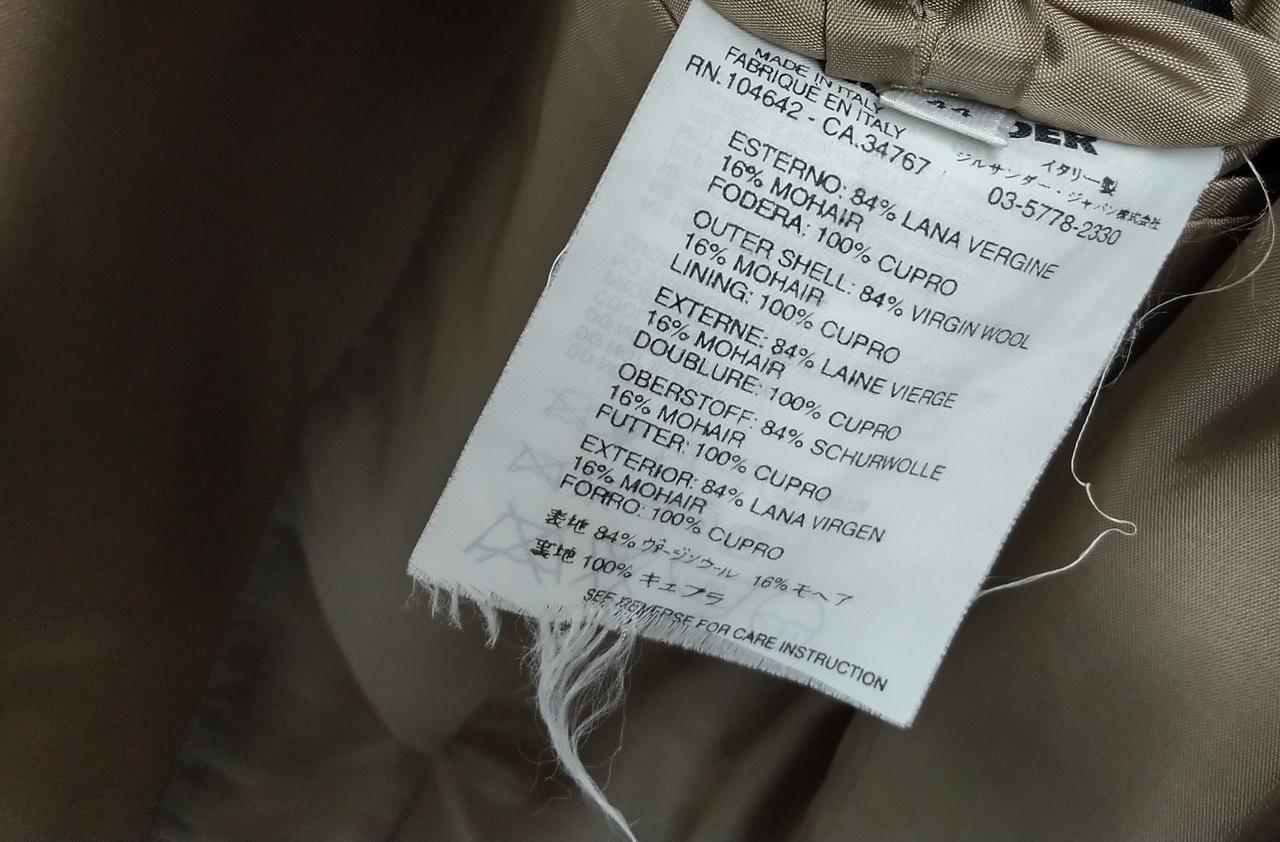 MADE IN ITALY
FABRIQUE EN ITALY
RN.104642 - CA.34767
44
DER
イタリー製
ジルサンダー・ジャパン株式会社
03-5778-2330
ESTERNO: 84% LANA VERGINE
16% MOHAIR
FODERA: 100% CUPRO
OUTER SHELL: 84% VIRGIN WOOL
16% MOHAIR
LINING: 100% CUPRO
EXTERNE: 84% LAINE VIERGE
16% MOHAIR
DOUBLURE: 100% CUPRO
OBERSTOFF: 84% SCHURWOLLE
16% MOHAIR
FUTTER: 100% CUPRO
EXTERIOR: 84% LANA VIRGEN
16% MOHAIR
FORRO: 100% CUPRO
表地 84% ヴァージンウール 16% モヘア
裏地 100% キュプラ
SEE REVERSE FOR CARE INSTRUCTION